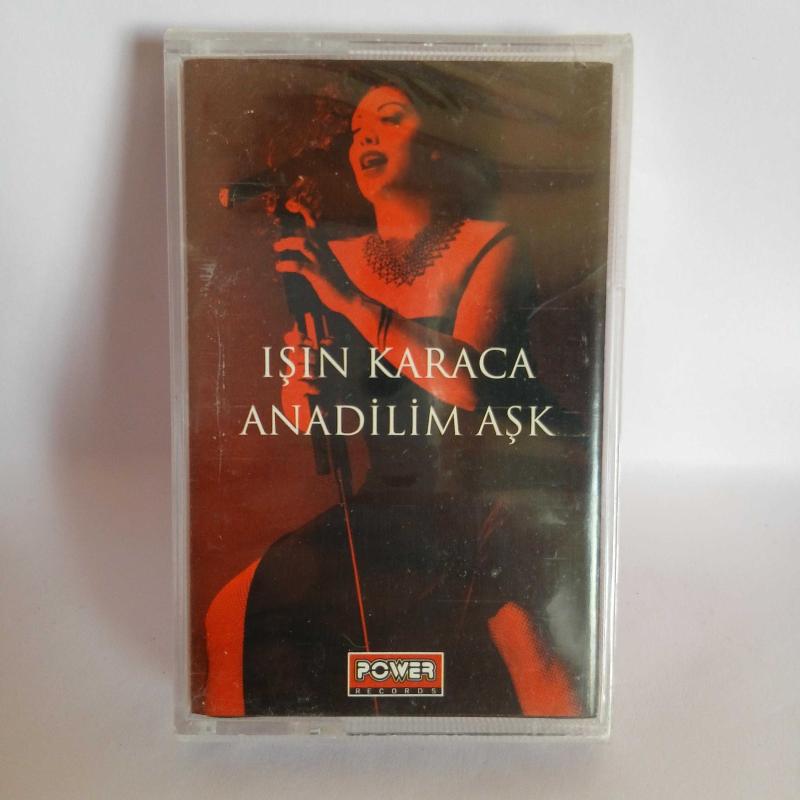 IŞIN KARACA
ANADİLİM AŞK
POWER
RECORDS